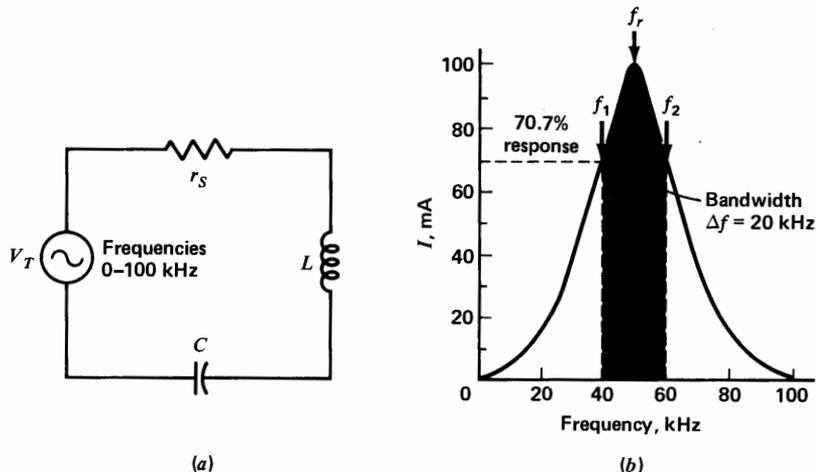 r_S
V_T
Frequencies
0–100 kHz
L
C
(a)
f_r
f_1
f_2
70.7%
response
Bandwidth
Δf = 20 kHz
I, mA
100
80
60
40
20
0
20
40
60
80
100
Frequency, kHz
(b)